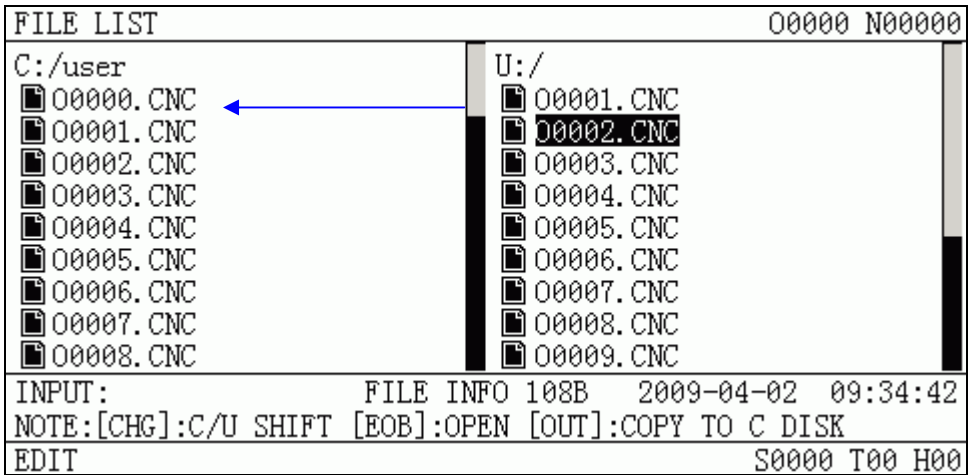 FILE LIST O0000 N00000
C:/user
O0000.CNC
O0001.CNC
O0002.CNC
O0003.CNC
O0004.CNC
O0005.CNC
O0006.CNC
O0007.CNC
O0008.CNC
U:/
O0001.CNC
O0002.CNC
O0003.CNC
O0004.CNC
O0005.CNC
O0006.CNC
O0007.CNC
O0008.CNC
O0009.CNC
INPUT: FILE INFO 108B 2009-04-02 09:34:42
NOTE:[CHG]:C/U SHIFT [EOB]:OPEN [OUT]:COPY TO C DISK
EDIT S0000 T00 H00